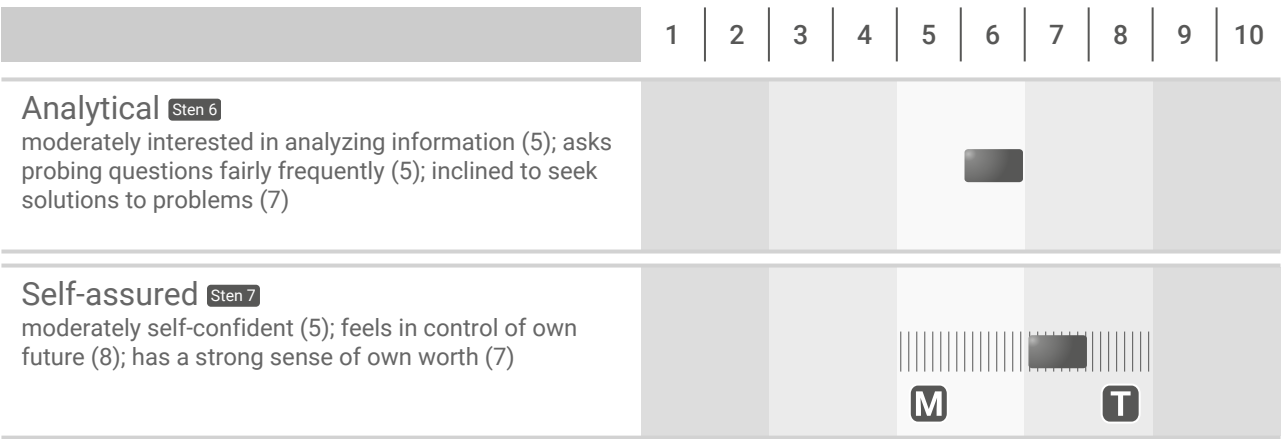 1 2 3 4 5 6 7 8 9 10
Analytical Sten 6
moderately interested in analyzing information (5); asks
probing questions fairly frequently (5); inclined to seek
solutions to problems (7)
Self-assured Sten 7
moderately self-confident (5); feels in control of own
future (8); has a strong sense of own worth (7)
M T